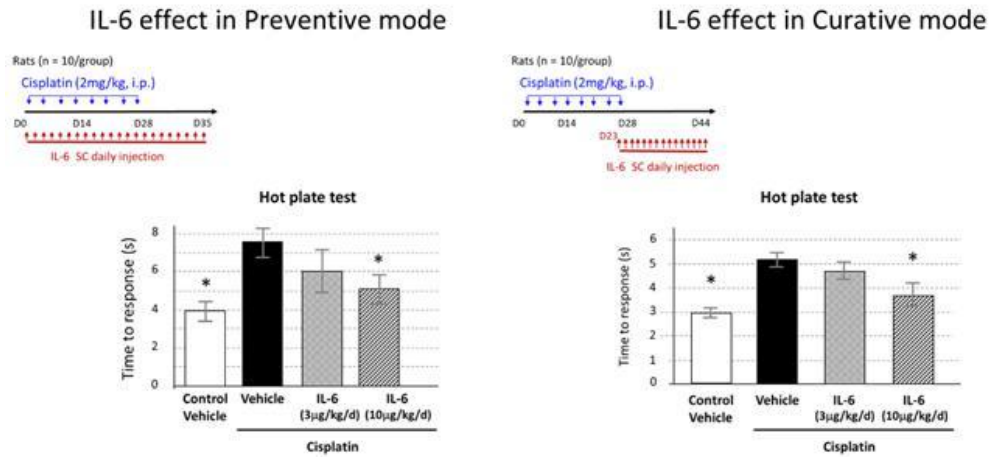 IL-6 effect in Preventive mode
Rats (n = 10/group)
Cisplatin (2mg/kg, i.p.)
D0 D14 D28 D35
IL-6 SC daily injection
Hot plate test
Time to response (s)
8
6
4
2
0
*
*
Control Vehicle
Vehicle
IL-6 (3µg/kg/d)
IL-6 (10µg/kg/d)
Cisplatin
IL-6 effect in Curative mode
Rats (n = 10/group)
Cisplatin (2mg/kg, i.p.)
D0 D14 D28 D44
D23
IL-6 SC daily injection
Hot plate test
Time to response (s)
6
5
4
3
2
1
0
*
*
Control Vehicle
Vehicle
IL-6 (3µg/kg/d)
IL-6 (10µg/kg/d)
Cisplatin